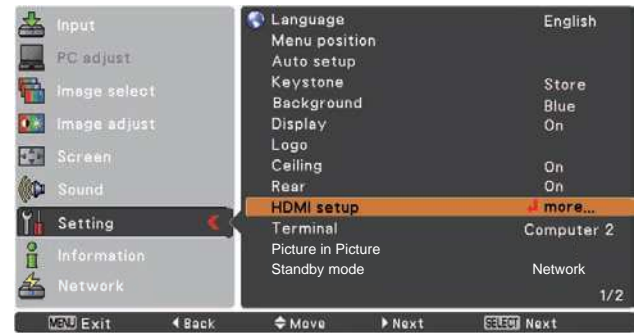 Input
PC adjust
Image select
Image adjust
Screen
Sound
Setting
Information
Network
Language English
Menu position
Auto setup
Keystone Store
Background Blue
Display On
Logo
Ceiling On
Rear On
HDMI setup more...
Terminal Computer 2
Picture in Picture
Standby mode Network
1/2
MENU Exit Back Move Next SELECT Next